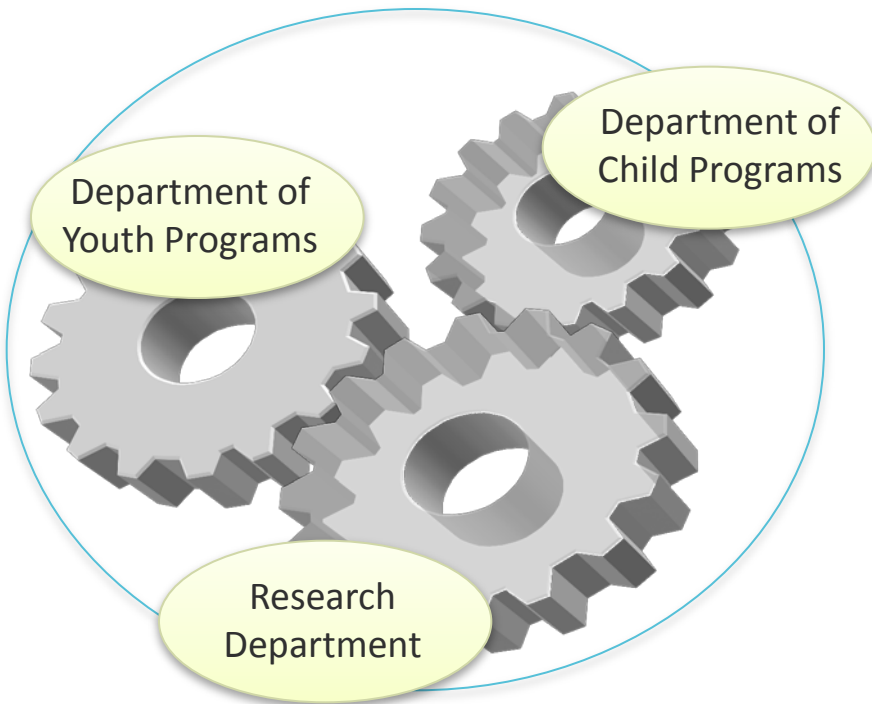 Department of
Child Programs
Department of
Youth Programs
Research
Department